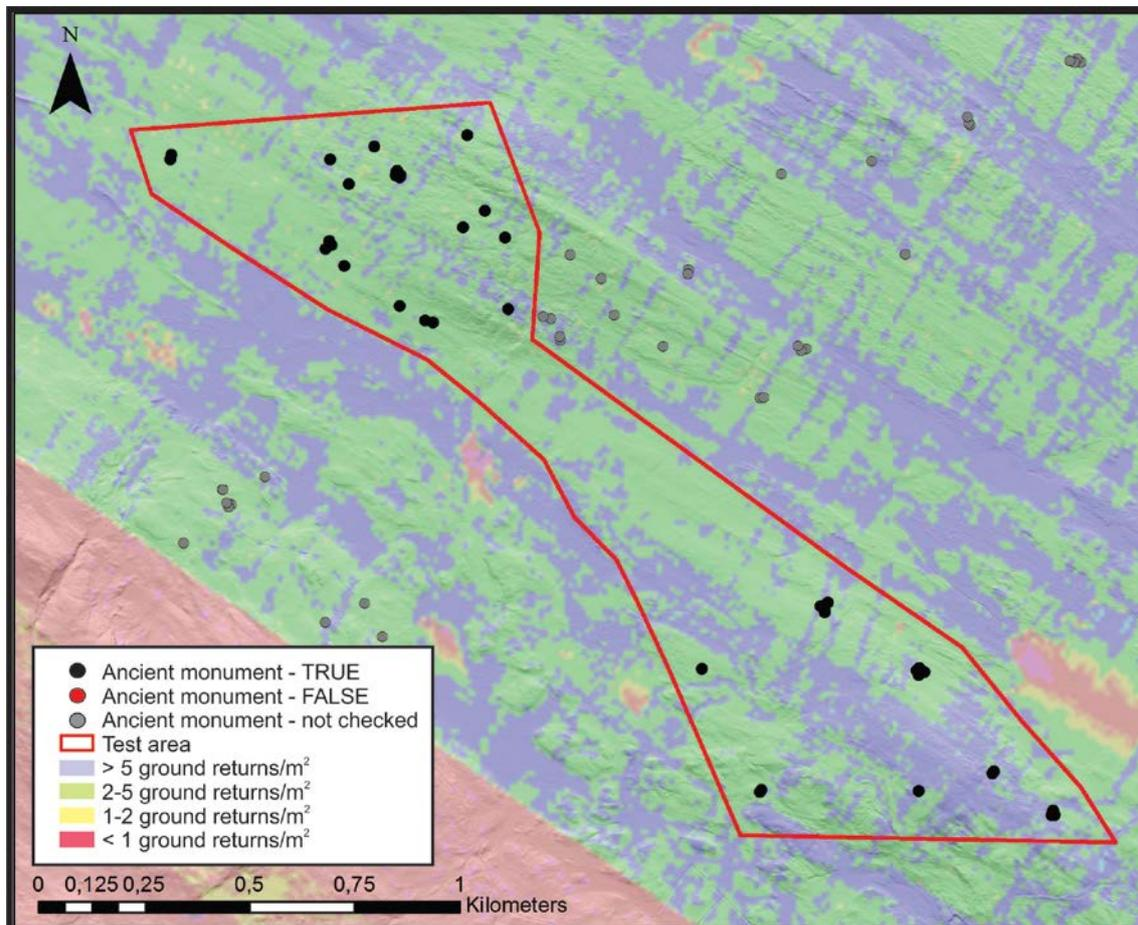 N
Ancient monument - TRUE
Ancient monument - FALSE
Ancient monument - not checked
Test area
> 5 ground returns/m²
2-5 ground returns/m²
1-2 ground returns/m²
< 1 ground returns/m²
0 0,125 0,25 0,5 0,75 1
Kilometers